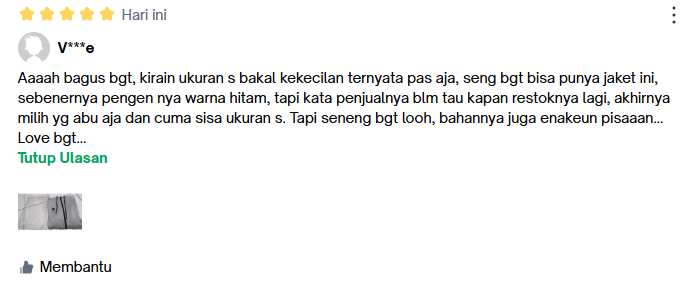 Hari ini
V***e
Aaaah bagus bgt, kirain ukuran s bakal kekecilan ternyata pas aja, seng bgt bisa punya jaket ini,
sebenernya pengen nya warna hitam, tapi kata penjualnya blm tau kapan restoknya lagi, akhirnya
milih yg abu aja dan cuma sisa ukuran s. Tapi seneng bgt looh, bahannya juga enakeun pisaaan...
Love bgt...
Tutup Ulasan
Membantu